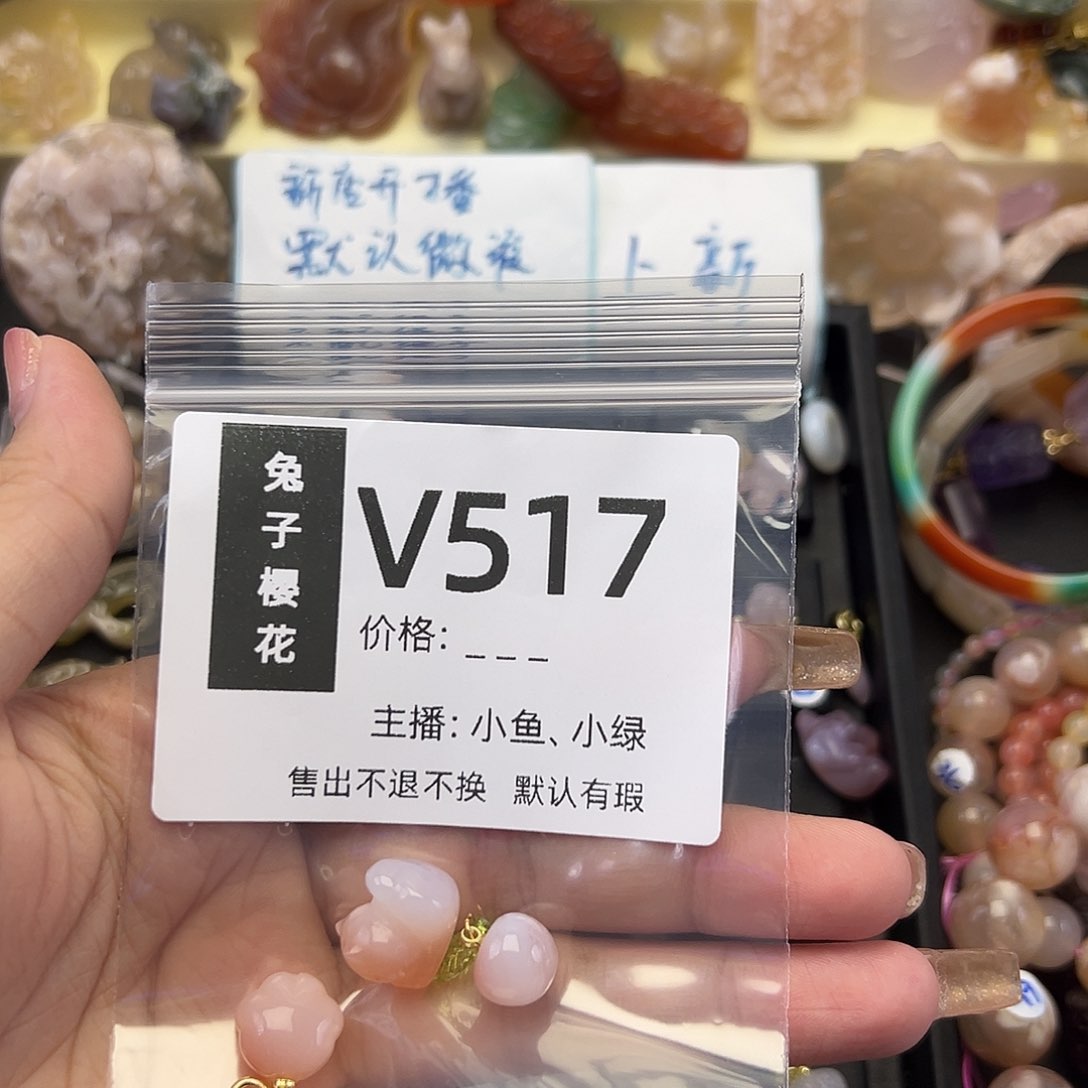 新店开播
默认微瑕
上新
兔子樱花
V517
价格：_ _ _
主播：小鱼、小绿
售出不退不换 默认有瑕